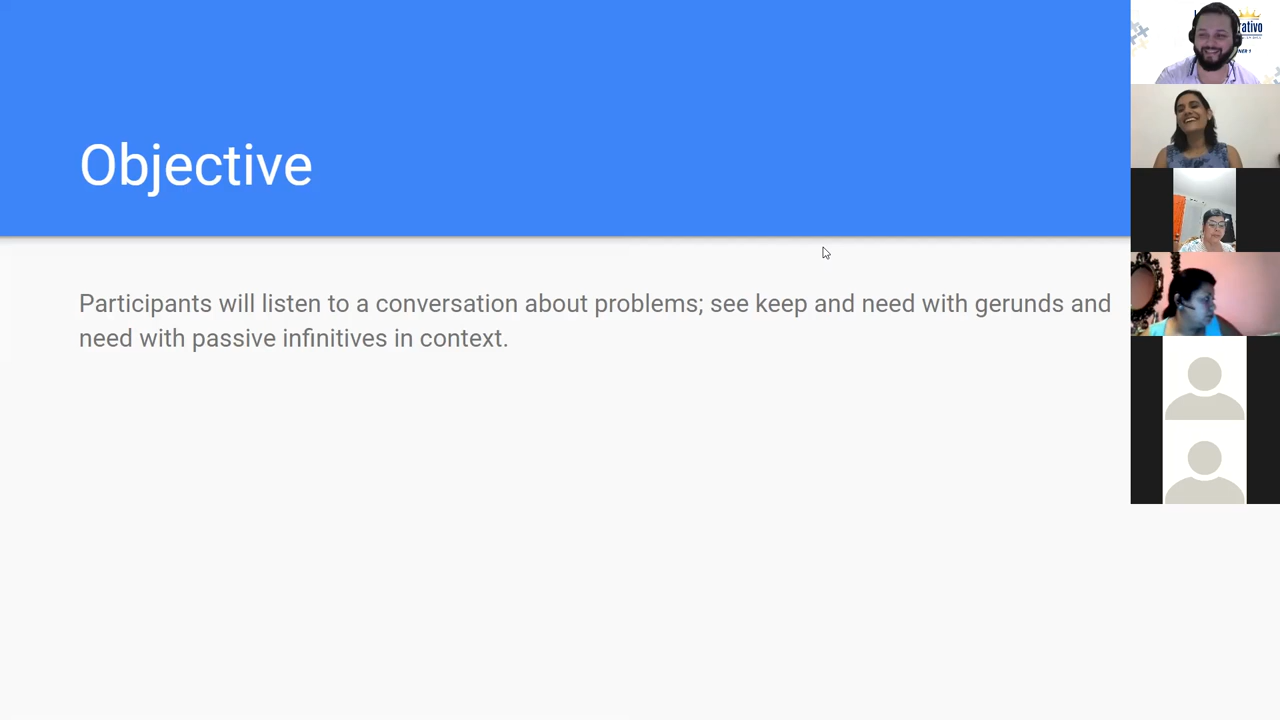 Objective
Participants will listen to a conversation about problems; see keep and need with gerunds and
need with passive infinitives in context.